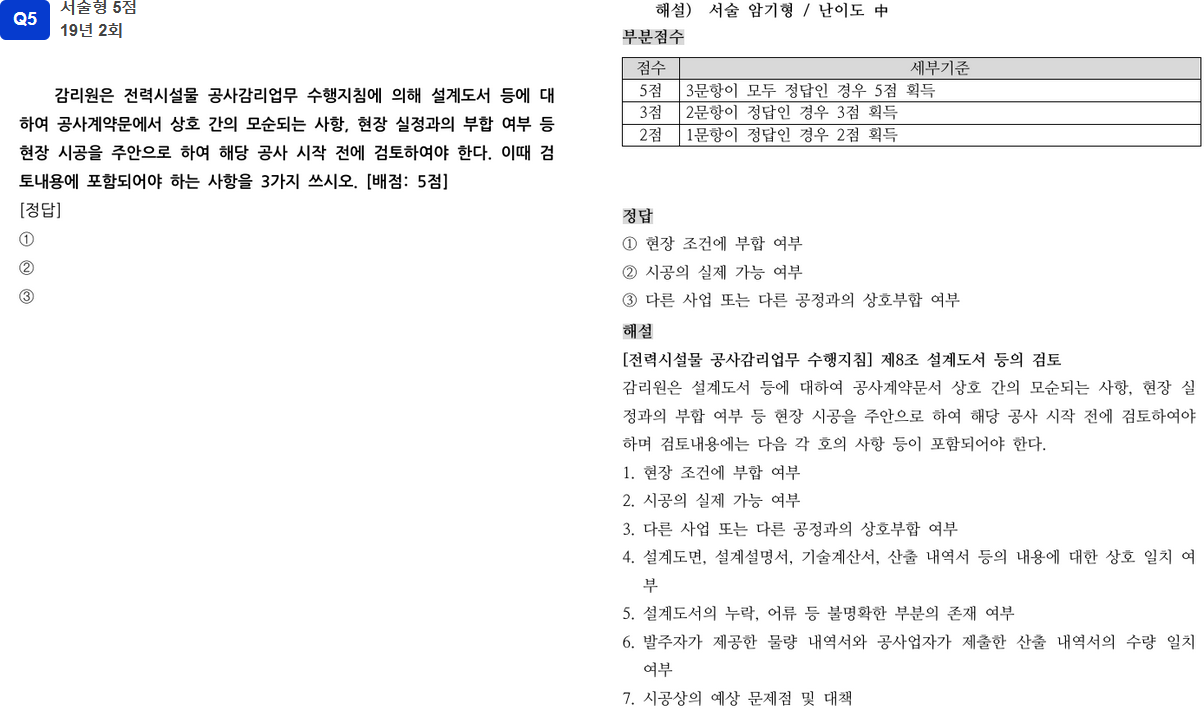 Q5
서술형 5점
19년 2회
감리원은 전력시설물 공사감리업무 수행지침에 의해 설계도서 등에 대
하여 공사계약문에서 상호 간의 모순되는 사항, 현장 실정과의 부합 여부 등
현장 시공을 주안으로 하여 해당 공사 시작 전에 검토하여야 한다. 이때 검
토내용에 포함되어야 하는 사항을 3가지 쓰시오. [배점: 5점]
[정답]
①
②
③
해설) 서술 암기형 / 난이도 中
부분점수
점수 세부기준
5점 3문항이 모두 정답인 경우 5점 획득
3점 2문항이 정답인 경우 3점 획득
2점 1문항이 정답인 경우 2점 획득
정답
① 현장 조건에 부합 여부
② 시공의 실제 가능 여부
③ 다른 사업 또는 다른 공정과의 상호부합 여부
해설
[전력시설물 공사감리업무 수행지침] 제8조 설계도서 등의 검토
감리원은 설계도서 등에 대하여 공사계약문서 상호 간의 모순되는 사항, 현장 실
정과의 부합 여부 등 현장 시공을 주안으로 하여 해당 공사 시작 전에 검토하여야
하며 검토내용에는 다음 각 호의 사항 등이 포함되어야 한다.
1. 현장 조건에 부합 여부
2. 시공의 실제 가능 여부
3. 다른 사업 또는 다른 공정과의 상호부합 여부
4. 설계도면, 설계설명서, 기술계산서, 산출 내역서 등의 내용에 대한 상호 일치 여
부
5. 설계도서의 누락, 어류 등 불명확한 부분의 존재 여부
6. 발주자가 제공한 물량 내역서와 공사업자가 제출한 산출 내역서의 수량 일치
여부
7. 시공상의 예상 문제점 및 대책